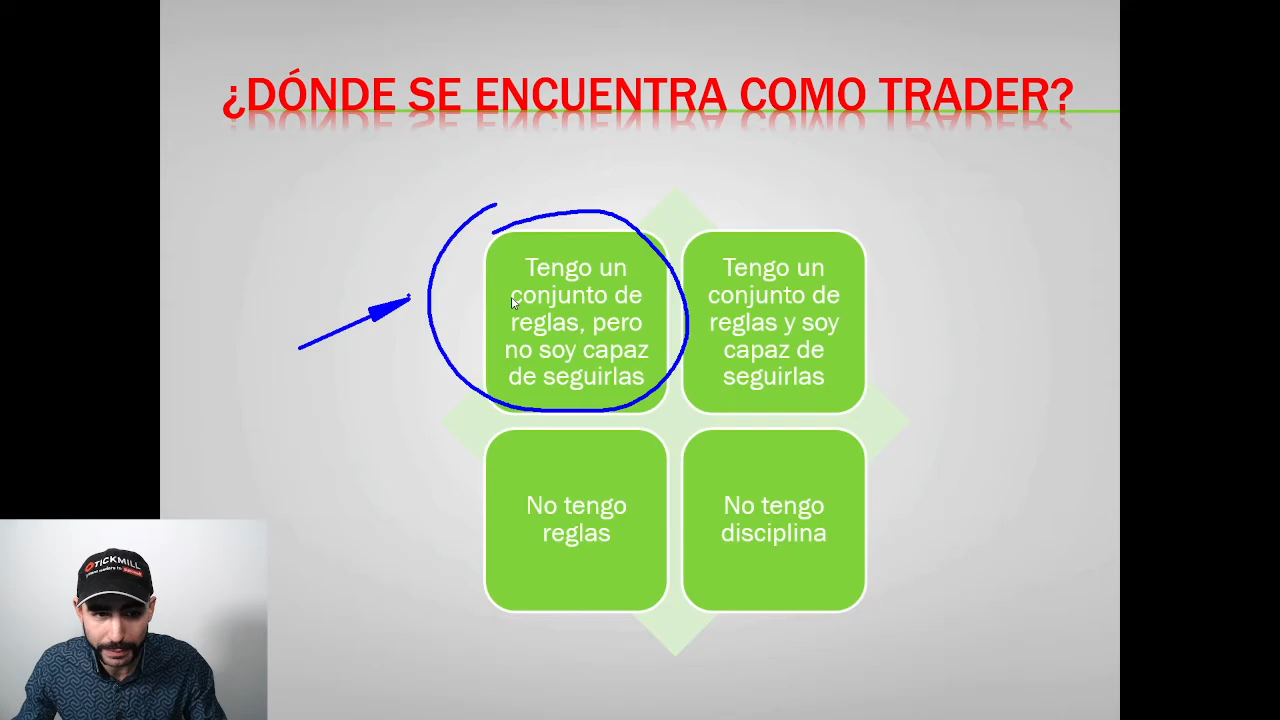 ¿DÓNDE SE ENCUENTRA COMO TRADER?
Tengo un
conjunto de
reglas, pero
no soy capaz
de seguirlas
Tengo un
conjunto de
reglas y soy
capaz de
seguirlas
No tengo
reglas
No tengo
disciplina
TICKMILL